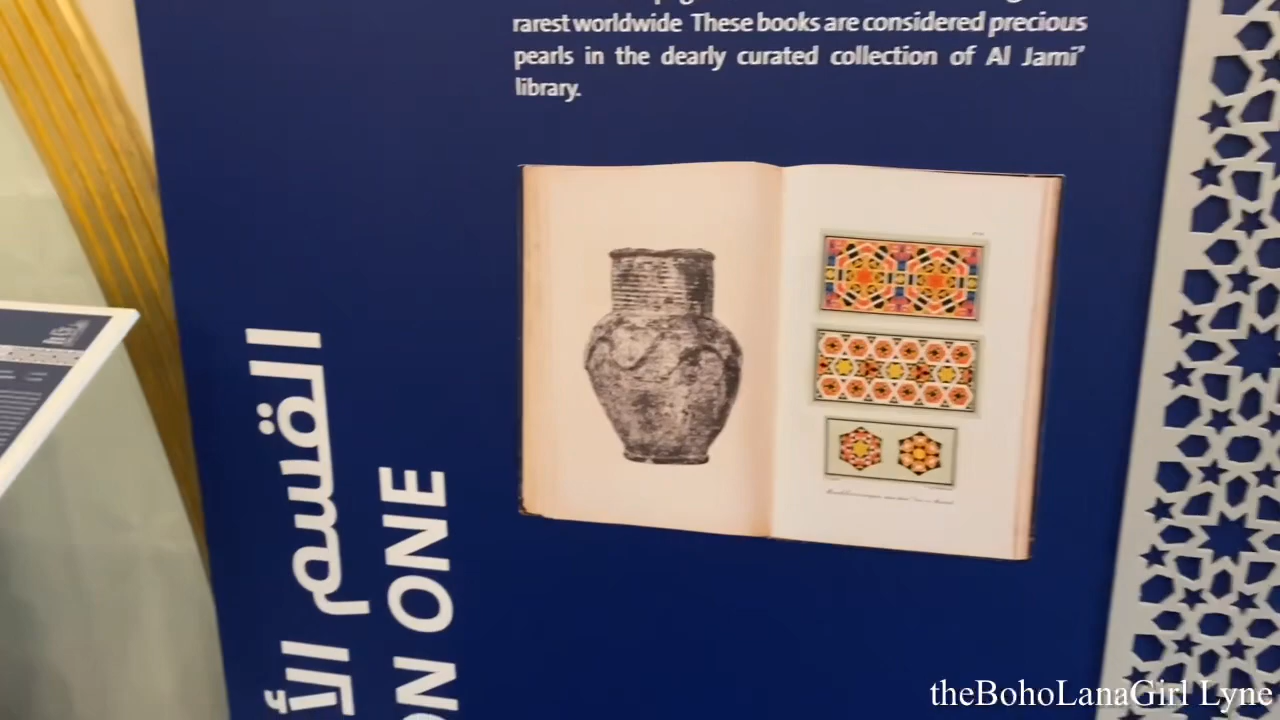 rarest worldwide These books are considered precious
pearls in the dearly curated collection of Al Jami'
library.
القسم الأ
ON ONE
theBohoLanaGirl Lyne